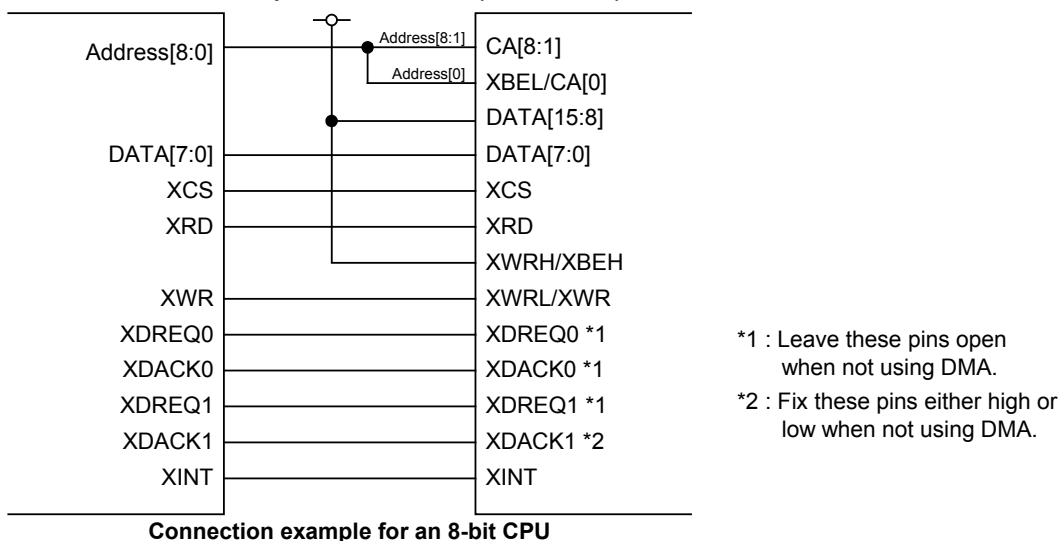 Address[8:0]
Address[8:1]
CA[8:1]
Address[0]
XBEL/CA[0]
DATA[15:8]
DATA[7:0]
DATA[7:0]
XCS
XCS
XRD
XRD
XWRH/XBEH
XWR
XWRL/XWR
XDREQ0
XDREQ0 *1
XDACK0
XDACK0 *1
XDREQ1
XDREQ1 *1
XDACK1
XDACK1 *2
XINT
XINT
*1 : Leave these pins open
when not using DMA.
*2 : Fix these pins either high or
low when not using DMA.
Connection example for an 8-bit CPU